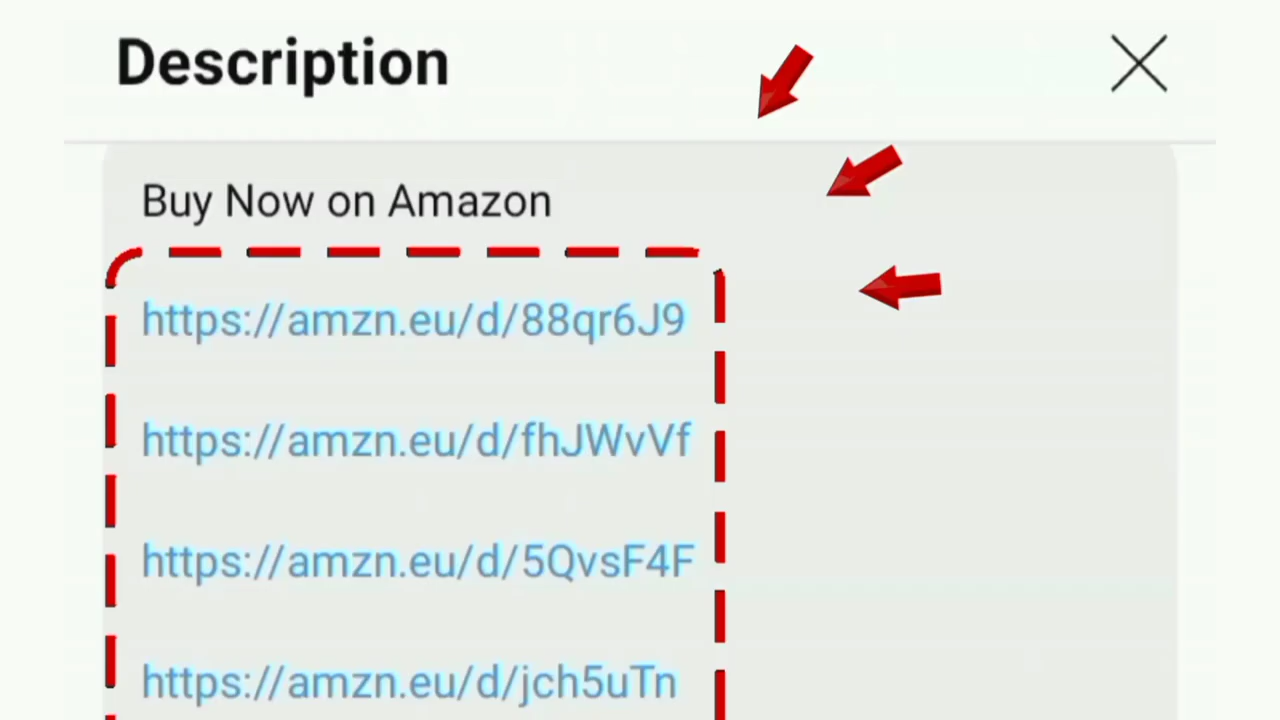 Description
Buy Now on Amazon
https://amzn.eu/d/88qr6J9
https://amzn.eu/d/fhJWvVf
https://amzn.eu/d/5QvsF4F
https://amzn.eu/d/jch5uTn